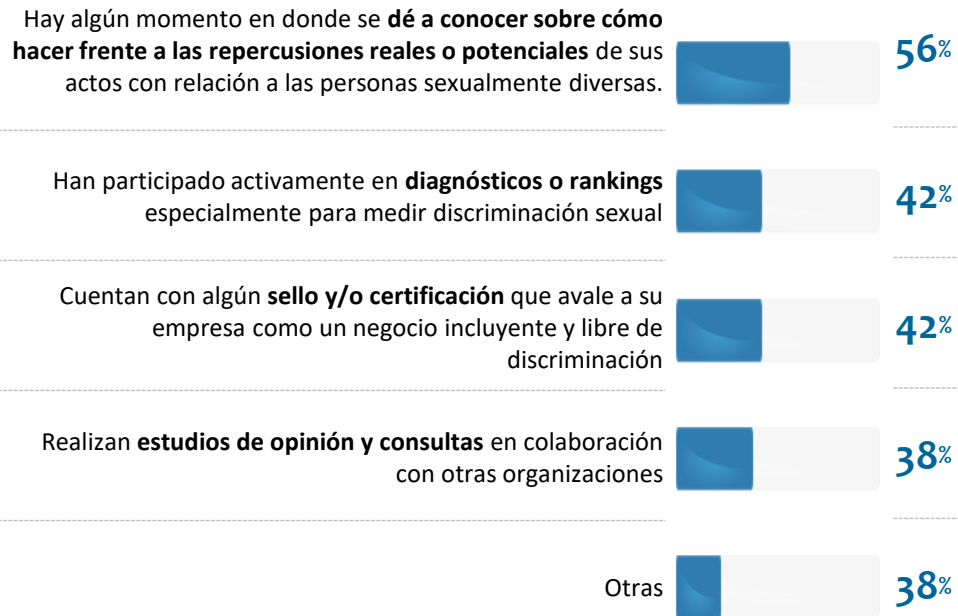 Hay algún momento en donde se dé a conocer sobre cómo
hacer frente a las repercusiones reales o potenciales de sus
actos con relación a las personas sexualmente diversas.
56%
Han participado activamente en diagnósticos o rankings
especialmente para medir discriminación sexual
42%
Cuentan con algún sello y/o certificación que avale a su
empresa como un negocio incluyente y libre de
discriminación
42%
Realizan estudios de opinión y consultas en colaboración
con otras organizaciones
38%
Otras
38%